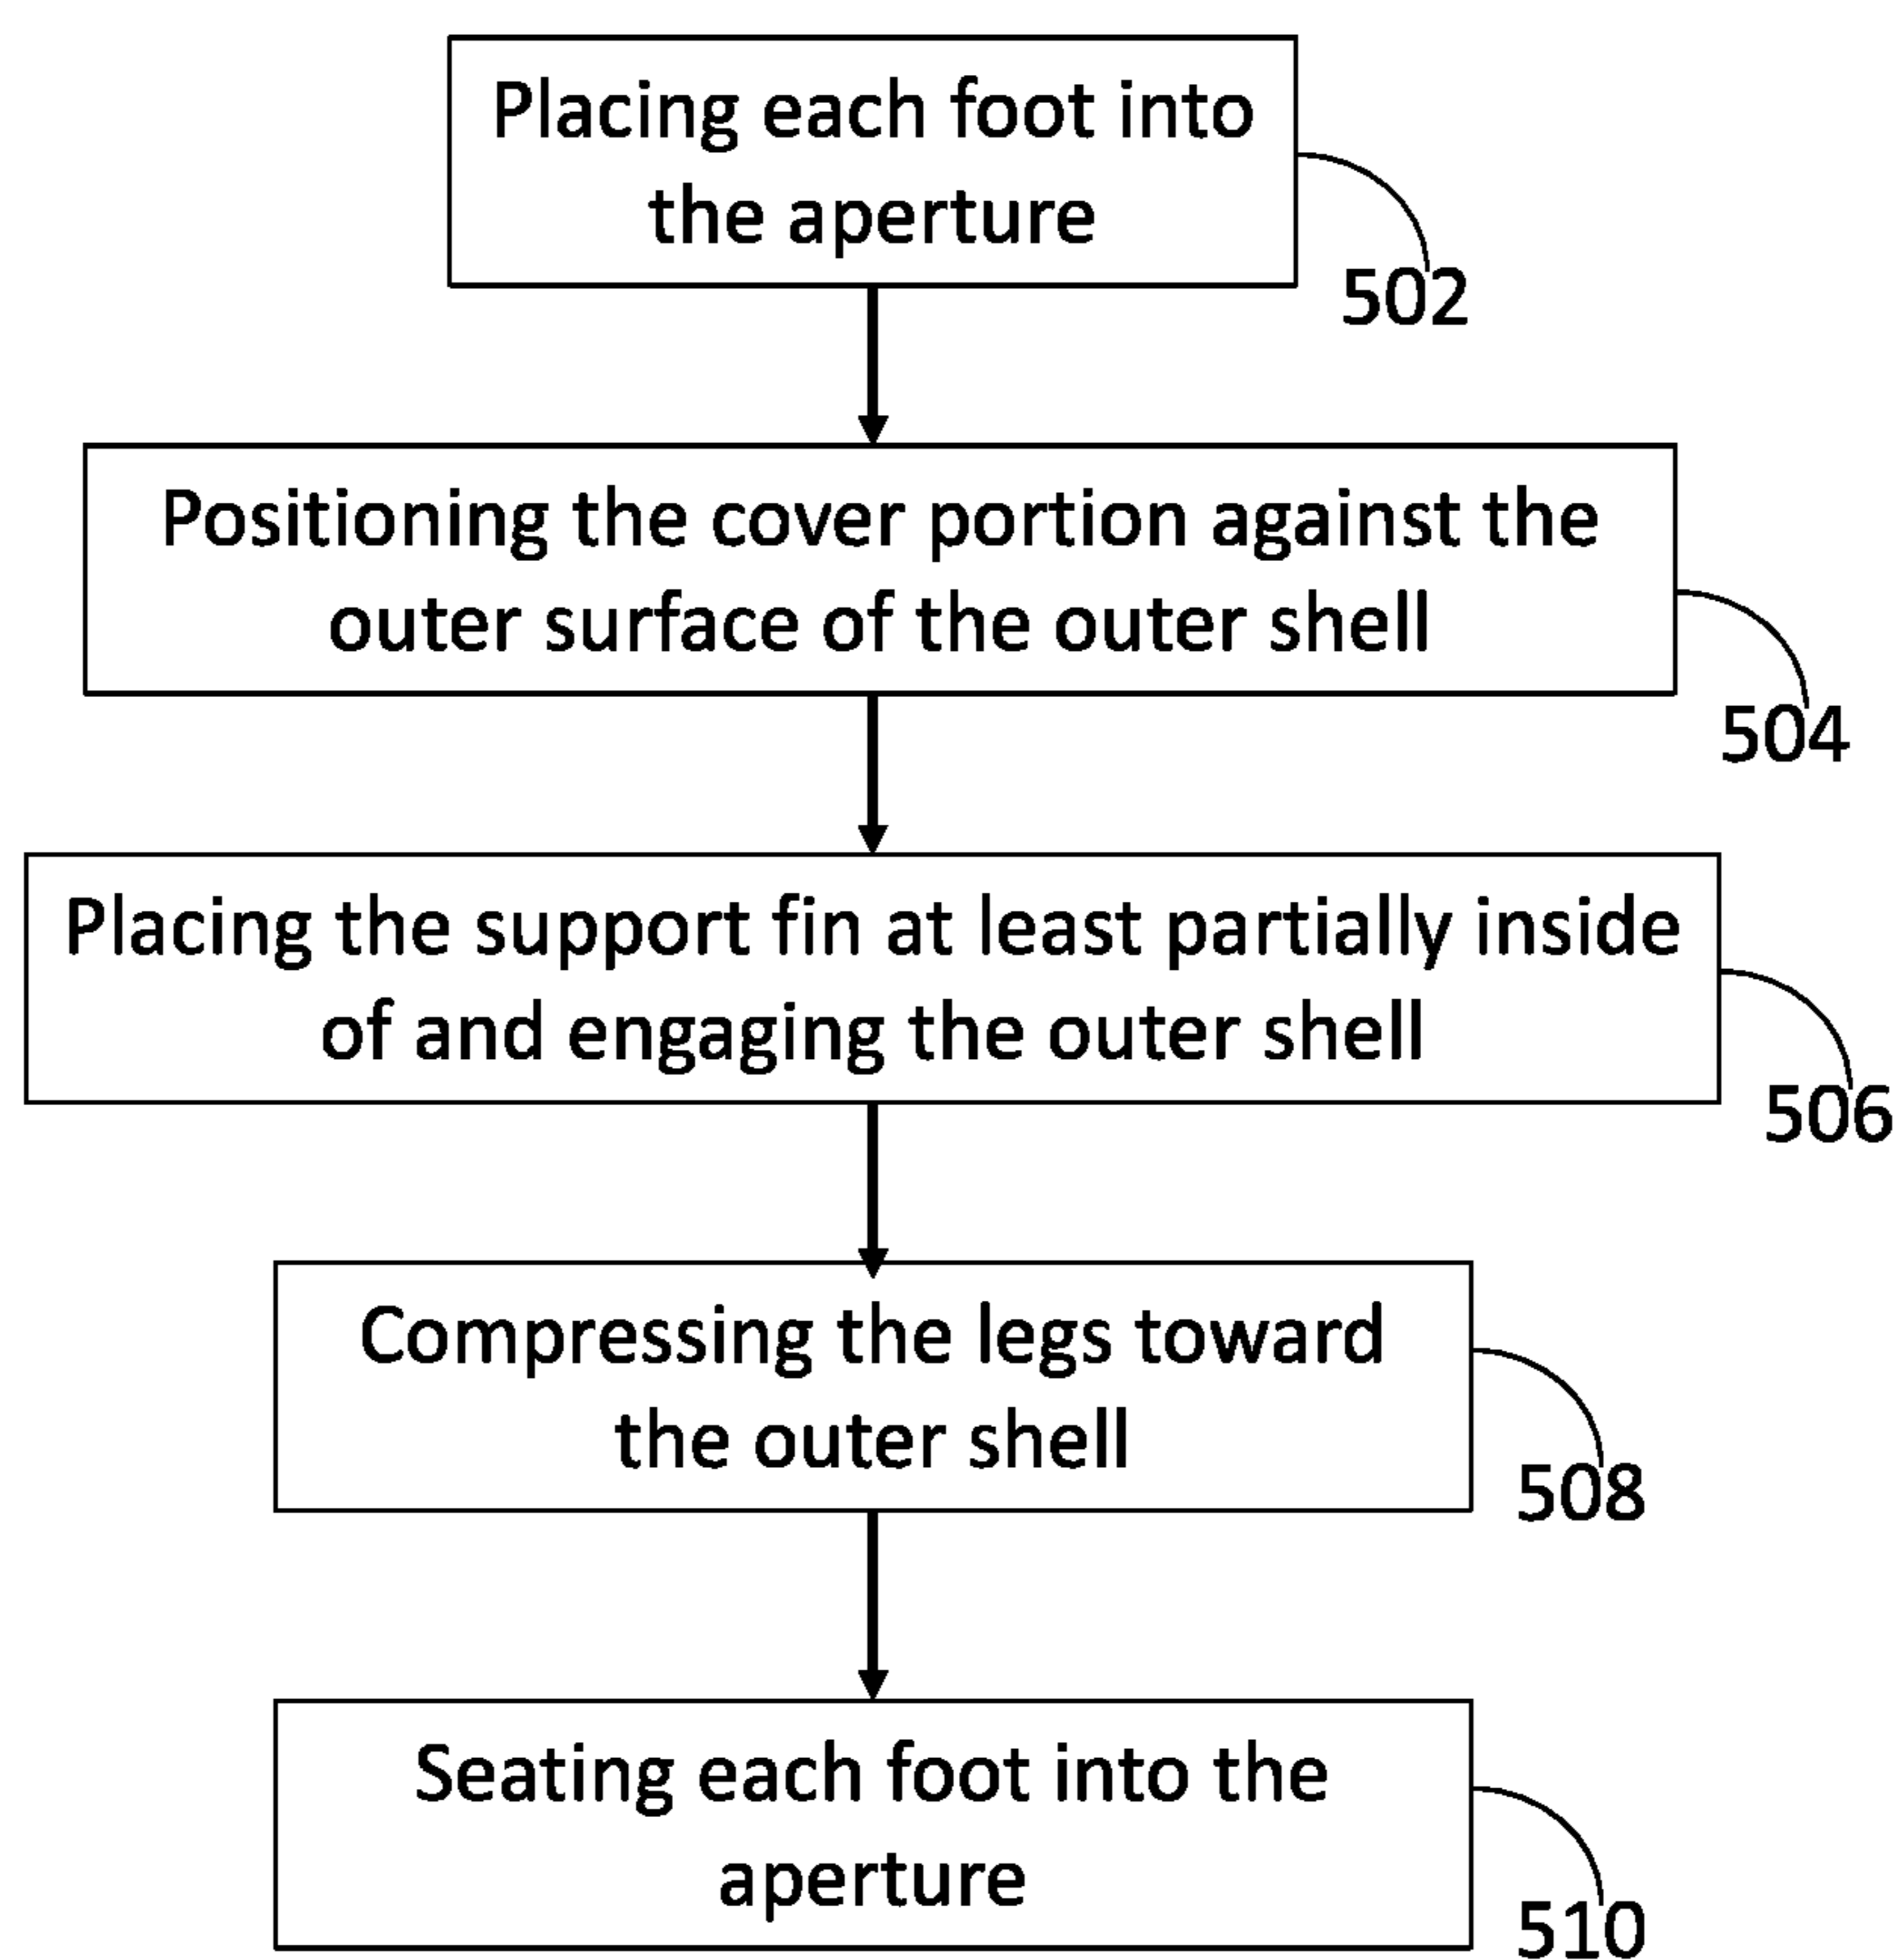 Placing each foot into
the aperture
502
Positioning the cover portion against the
outer surface of the outer shell
504
Placing the support fin at least partially inside
of and engaging the outer shell
506
Compressing the legs toward
the outer shell
508
Seating each foot into the
aperture
510